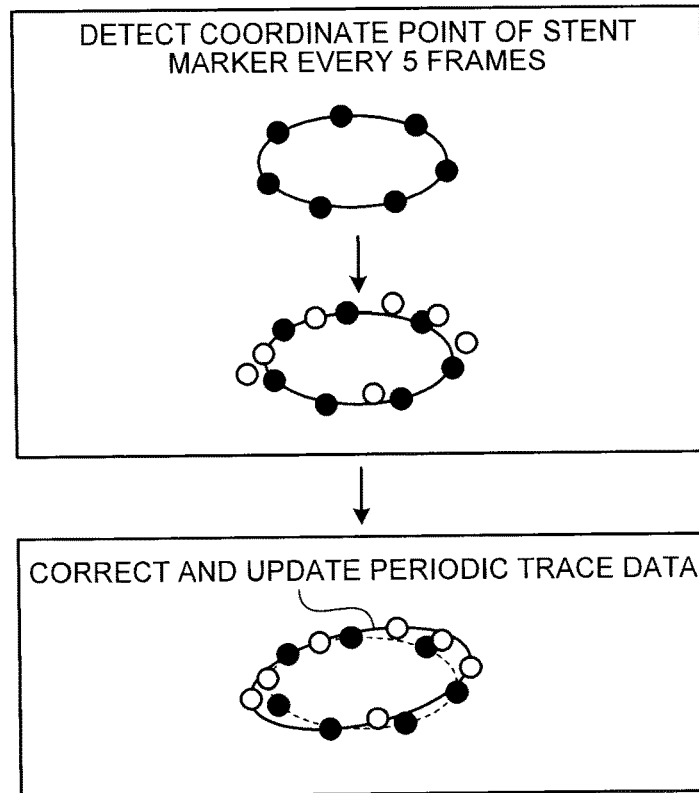 DETECT COORDINATE POINT OF STENT
MARKER EVERY 5 FRAMES
CORRECT AND UPDATE PERIODIC TRACE DATA